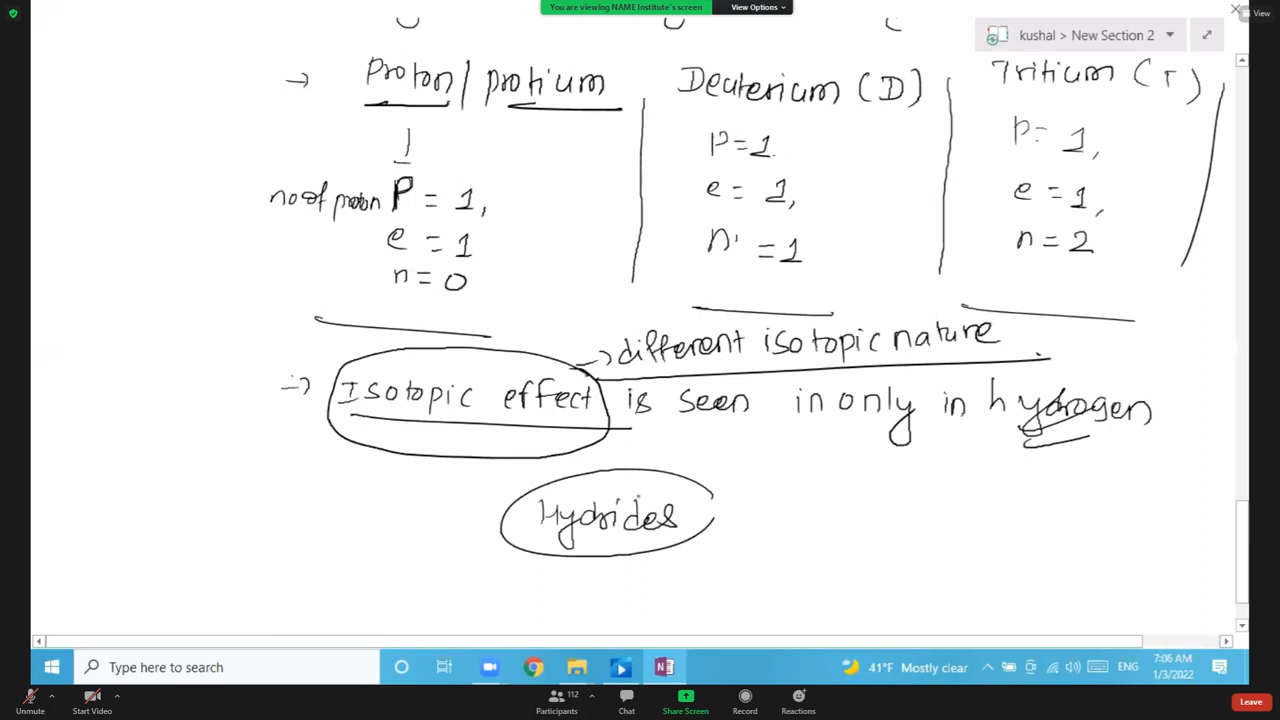 You are viewing NAME Institute's screen
View Options
View
kushal > New Section 2
→ Proton/protium
Deuterium (D)
Tritium (T)
no of proton P = 1,
e = 1
n = 0
P = 1
e = 1,
n = 1
P = 1,
e = 1,
n = 2
→ different isotopic nature
→ Isotopic effect is seen in only in hydrogen
Hydrides
Type here to search
41°F Mostly clear
ENG
7:06 AM
1/3/2022
Unmute
Start Video
112
Participants
Chat
Share Screen
Record
Reactions
Leave